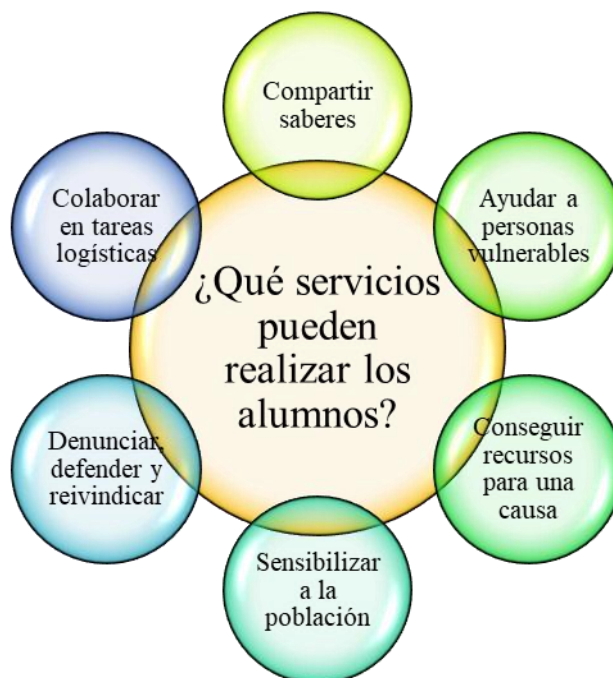 ¿Qué servicios
pueden
realizar los
alumnos?
Compartir
saberes
Ayudar a
personas
vulnerables
Conseguir
recursos
para una
causa
Sensibilizar
a la
población
Denunciar,
defender y
reivindicar
Colaborar
en tareas
logísticas